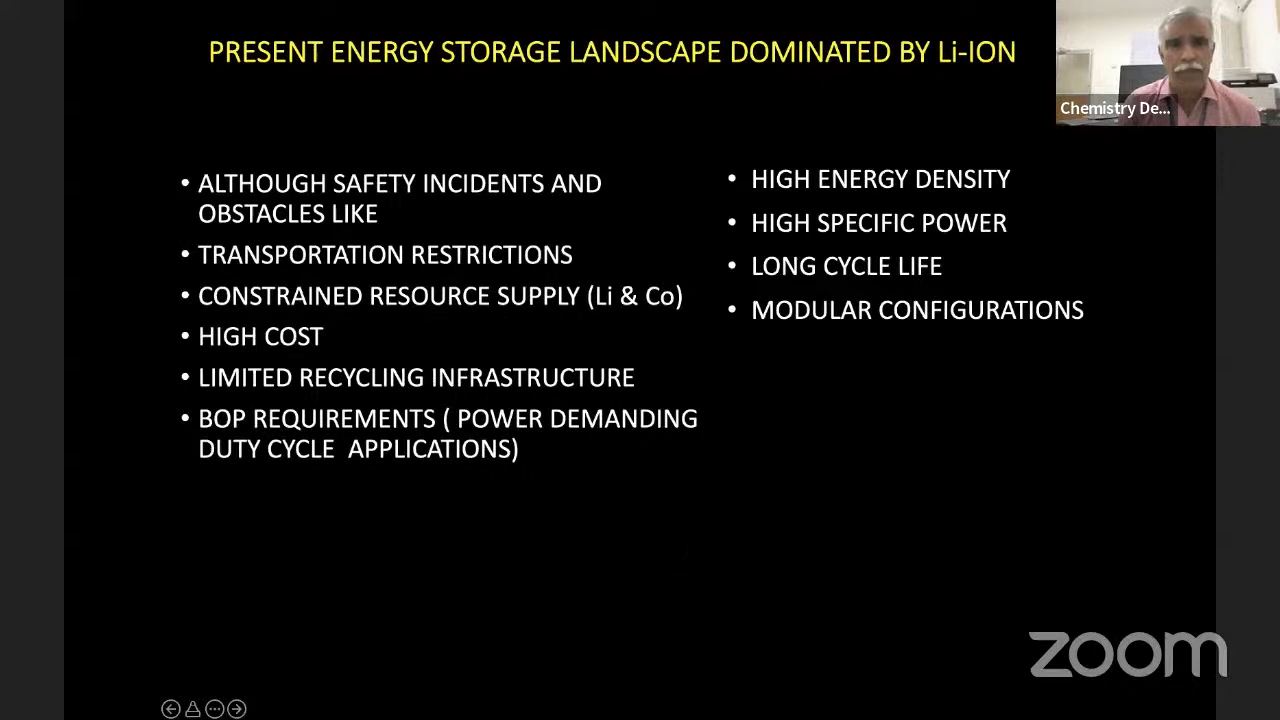 PRESENT ENERGY STORAGE LANDSCAPE DOMINATED BY Li-ION
Chemistry De...
• ALTHOUGH SAFETY INCIDENTS AND
OBSTACLES LIKE
• TRANSPORTATION RESTRICTIONS
• CONSTRAINED RESOURCE SUPPLY (Li & Co)
• HIGH COST
• LIMITED RECYCLING INFRASTRUCTURE
• BOP REQUIREMENTS ( POWER DEMANDING
DUTY CYCLE  APPLICATIONS)
• HIGH ENERGY DENSITY
• HIGH SPECIFIC POWER
• LONG CYCLE LIFE
• MODULAR CONFIGURATIONS
zoom